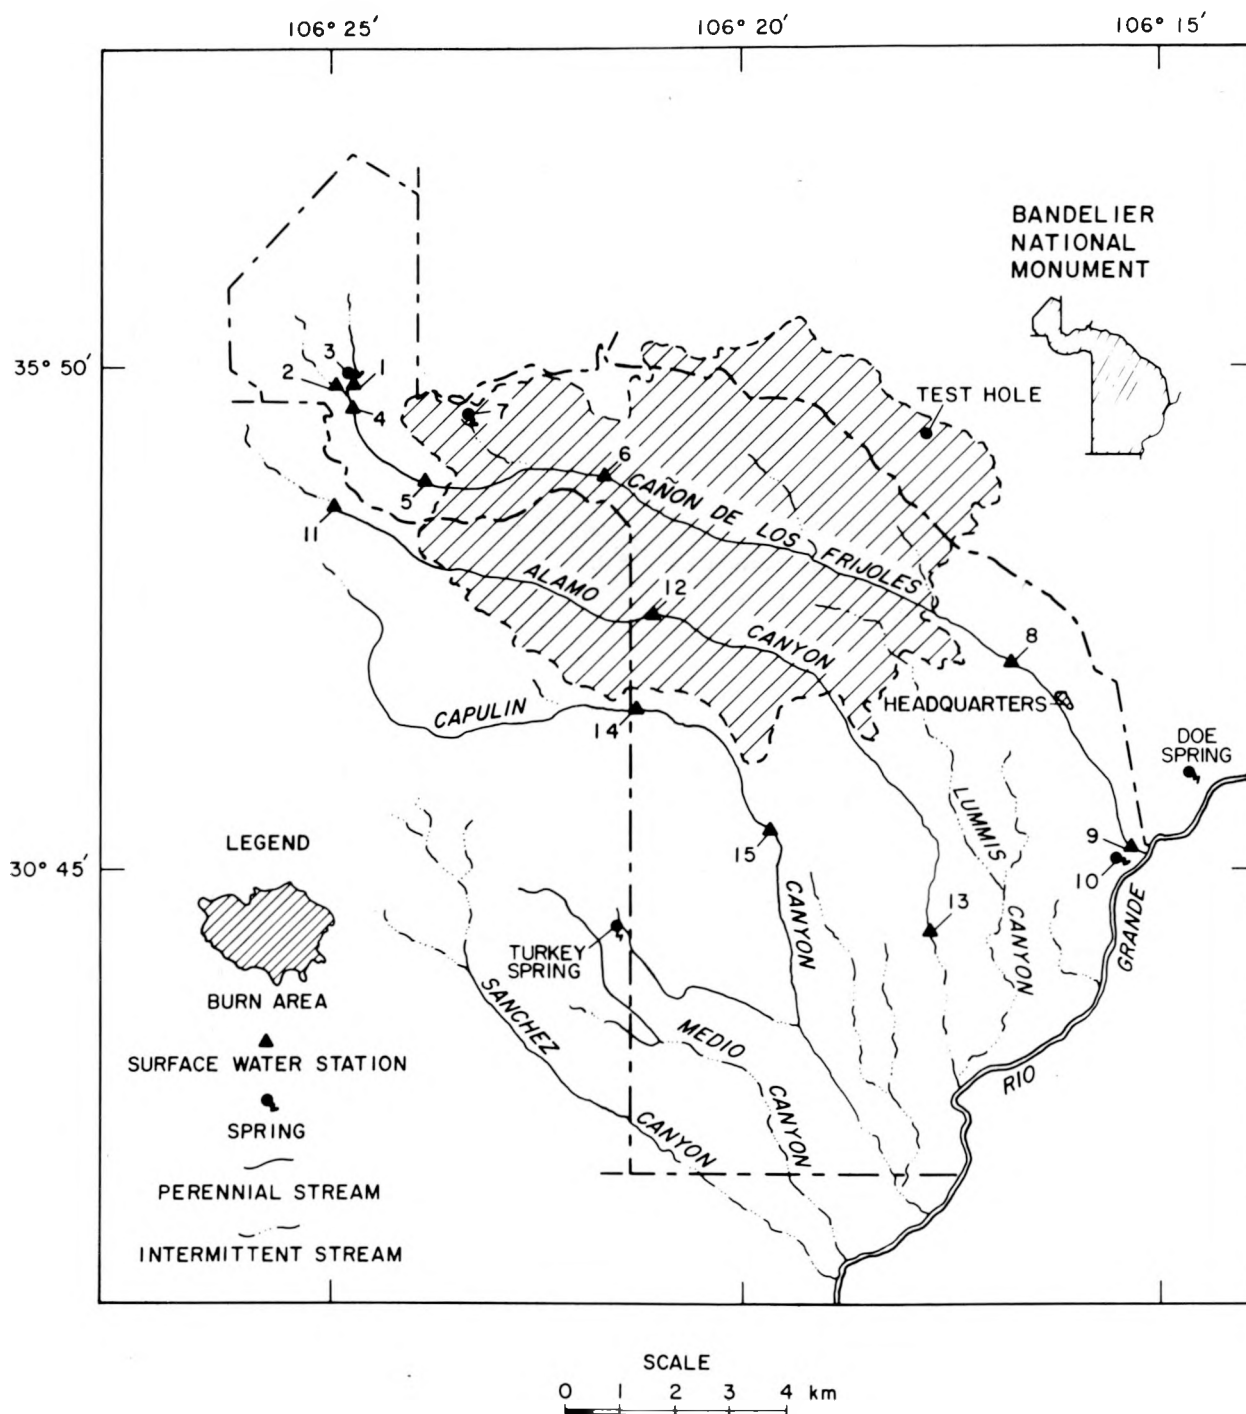 106° 25′ 106° 20′ 106° 15′
BANDELIER
NATIONAL
MONUMENT
35° 50′
3
1
2
4
7
TEST HOLE
6
5
CAÑON DE LOS FRIJOLES
11
ALAMO
12
CANYON
8
HEADQUARTERS
CAPULIN
14
DOE
SPRING
LUMMIS
CANYON
9
10
15
CANYON
13
30° 45′
GRANDE
RIO
TURKEY
SPRING
SANCHEZ
CANYON
MEDIO
CANYON
LEGEND
BURN AREA
SURFACE WATER STATION
SPRING
PERENNIAL STREAM
INTERMITTENT STREAM
SCALE
0 1 2 3 4 km